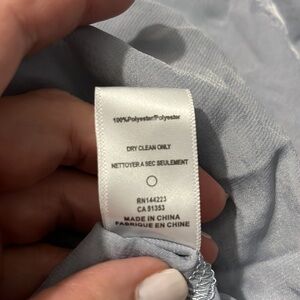 100%Polyester/Polyester
DRY CLEAN ONLY
NETTOYER A SEC SEULEMENT
RN144223
CA 51353
MADE IN CHINA
FABRIQUE EN CHINE